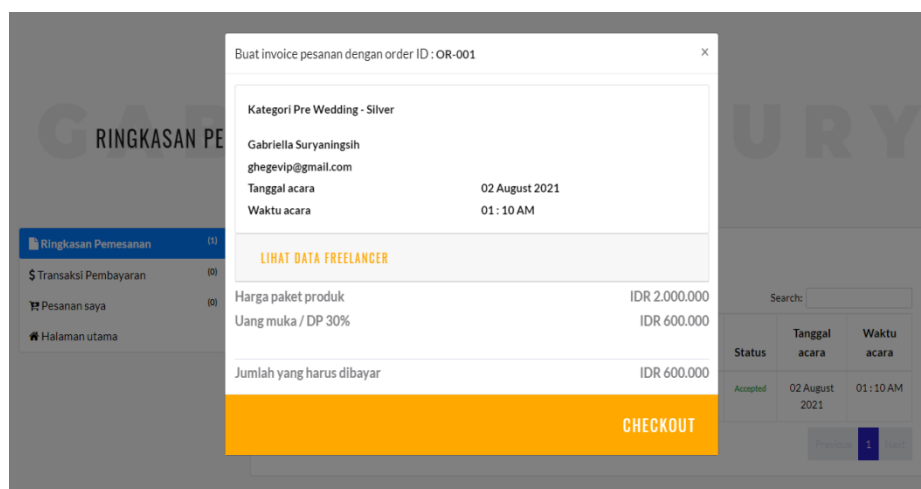 Buat invoice pesanan dengan order ID : OR-001 ×
Kategori Pre Wedding - Silver
Gabriella Suryaningsih
ghegevip@gmail.com
Tanggal acara 02 August 2021
Waktu acara 01 : 10 AM
LIHAT DATA FREELANCER
Harga paket produk IDR 2.000.000
Uang muka / DP 30% IDR 600.000
Jumlah yang harus dibayar IDR 600.000
CHECKOUT
GAB
URY
RINGKASAN PE
Ringkasan Pemesanan (1)
$ Transaksi Pembayaran (0)
Pesanan saya (0)
Halaman utama
Search:
Status Tanggal acara Waktu acara
Accepted 02 August 2021 01 : 10 AM
Previous 1 Next